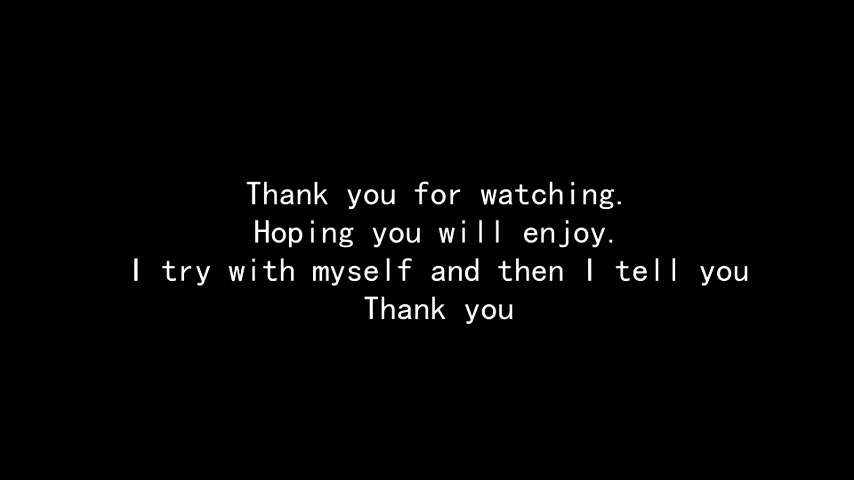 Thank you for watching.
Hoping you will enjoy.
I try with myself and then I tell you
Thank you